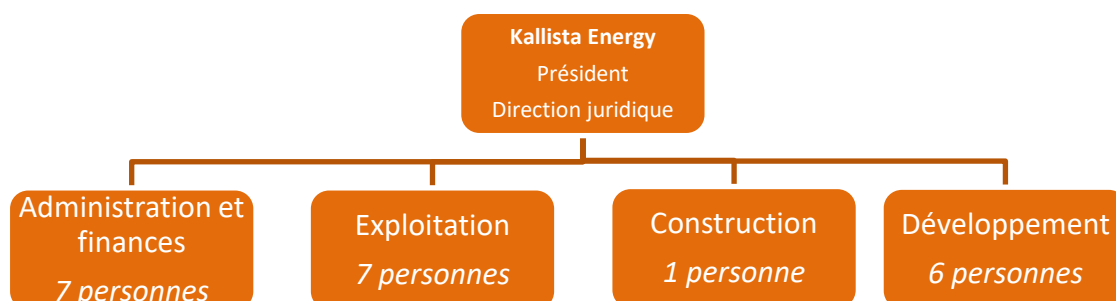 Kallista Energy
Président
Direction juridique
Administration et
finances
7 personnes
Exploitation
7 personnes
Construction
1 personne
Développement
6 personnes